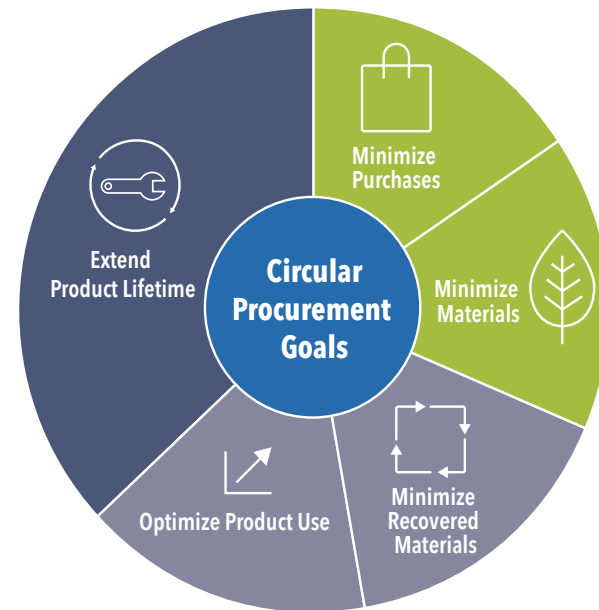 Minimize
Purchases
Minimize
Materials
Minimize
Recovered
Materials
Optimize Product Use
Extend
Product Lifetime
Circular
Procurement
Goals